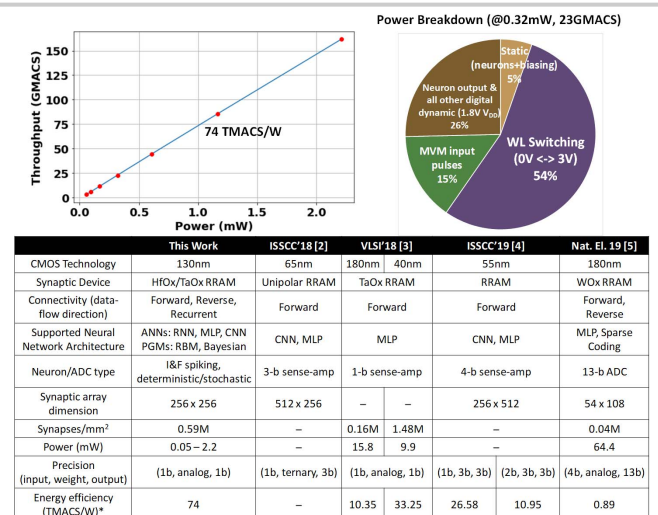 Power Breakdown (@0.32mW, 23GMACS)
Throughput (GMACS)
150
125
100
75
50
25
0
74 TMACS/W
0.0 0.5 1.0 1.5 2.0
Power (mW)
Static
(neurons+biasing)
5%
Neuron output &
all other digital
dynamic (1.8V VDD)
26%
MVM input
pulses
15%
WL Switching
(0V <-> 3V)
54%
This Work ISSCC'18 [2] VLSI'18 [3] ISSCC'19 [4] Nat. El. 19 [5]
CMOS Technology 130nm 65nm 180nm 40nm 55nm 180nm
Synaptic Device HfOx/TaOx RRAM Unipolar RRAM TaOx RRAM RRAM WOx RRAM
Connectivity (data-
flow direction) Forward, Reverse,
Recurrent Forward Forward Forward Forward,
Reverse
Supported Neural
Network Architecture ANNs: RNN, MLP, CNN
PGMs: RBM, Bayesian CNN, MLP MLP CNN, MLP MLP, Sparse
Coding
Neuron/ADC type I&F spiking,
deterministic/stochastic 3-b sense-amp 1-b sense-amp 4-b sense-amp 13-b ADC
Synaptic array
dimension 256 x 256 512 x 256 – – 256 x 512 54 x 108
Synapses/mm² 0.59M – 0.16M 1.48M – 0.04M
Power (mW) 0.05 – 2.2 – 15.8 9.9 – 64.4
Precision
(input, weight, output) (1b, analog, 1b) (1b, ternary, 3b) (1b, analog, 1b) (1b, 3b, 3b) (2b, 3b, 3b) (4b, analog, 13b)
Energy efficiency
(TMACS/W)* 74 – 10.35 33.25 26.58 10.95 0.89